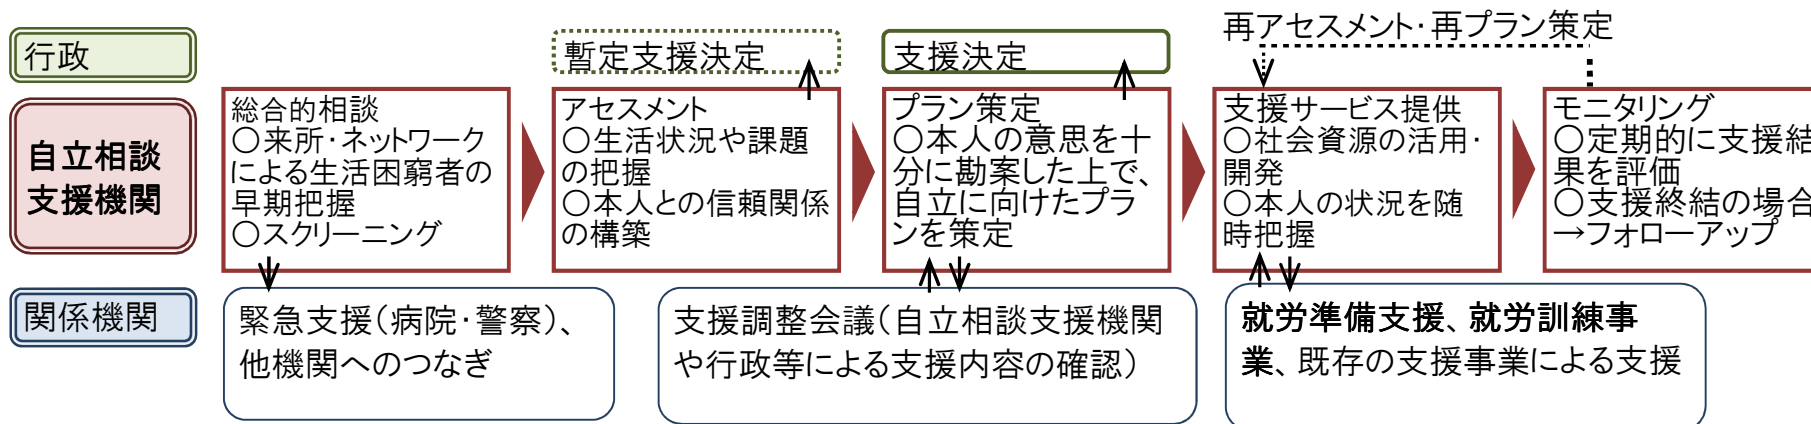 再アセスメント・再プラン策定
行政
暫定支援決定
支援決定
自立相談
支援機関
総合的相談
○来所・ネットワーク
による生活困窮者の
早期把握
○スクリーニング
アセスメント
○生活状況や課題
の把握
○本人との信頼関係
の構築
プラン策定
○本人の意思を十
分に勘案した上で、
自立に向けたプラ
ンを策定
支援サービス提供
○社会資源の活用・
開発
○本人の状況を随
時把握
モニタリング
○定期的に支援結
果を評価
○支援終結の場合
→フォローアップ
関係機関
緊急支援（病院・警察）、
他機関へのつなぎ
支援調整会議（自立相談支援機関
や行政等による支援内容の確認）
就労準備支援、就労訓練事
業、既存の支援事業による支援